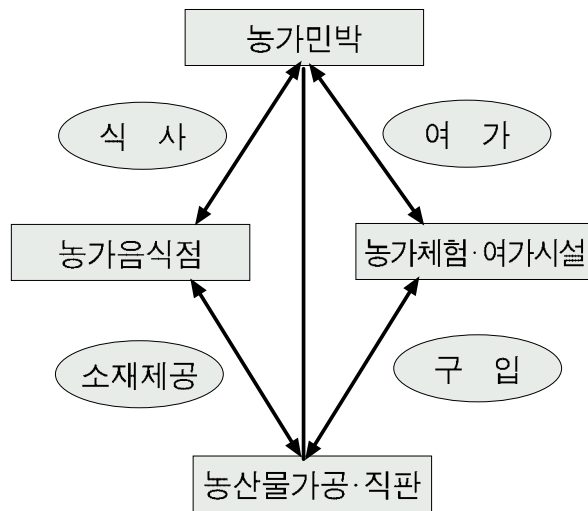 농가민박
식 사
여 가
농가음식점
농가체험·여가시설
소재제공
구 입
농산물가공·직판